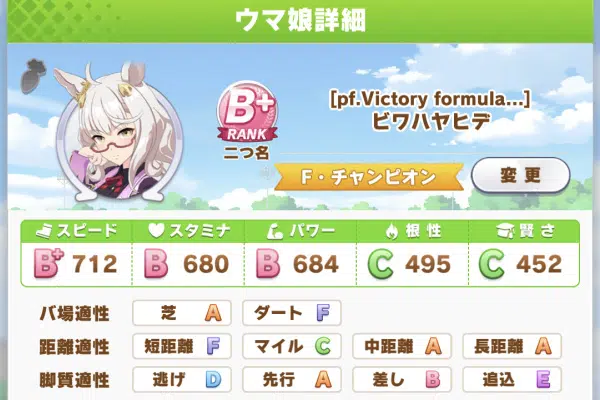 ウマ娘詳細
B+
RANK
二つ名
[pf.Victory formula...]
ビワハヤヒデ
F・チャンピオン
変更
スピード スタミナ パワー 根性 賢さ
B+ 712 B 680 B 684 C 495 C 452
バ場適性 芝 A ダート F
距離適性 短距離 F マイル C 中距離 A 長距離 A
脚質適性 逃げ D 先行 A 差し B 追込 E